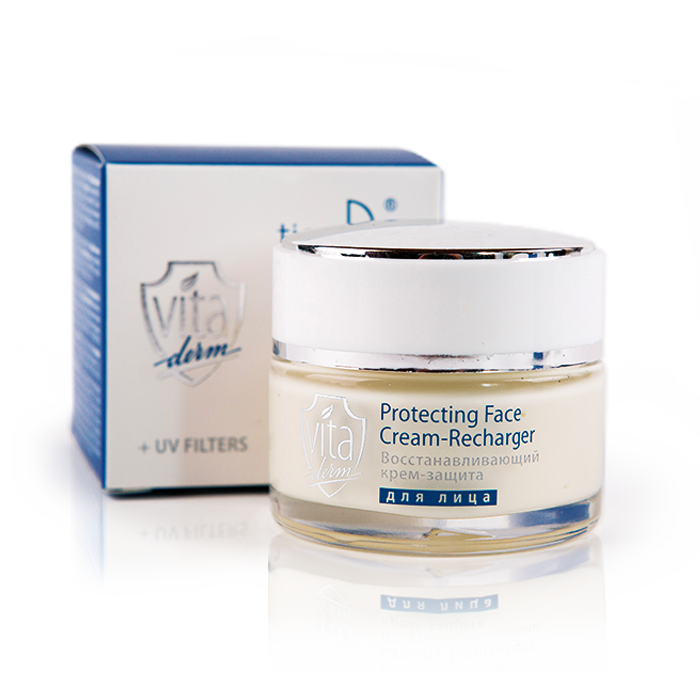 vita
derm
+ UV FILTERS
vita
derm
Protecting Face
Cream-Recharger
Восстанавливающий
крем-защита
для лица